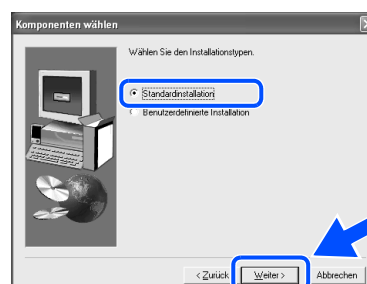 Komponenten wählen
Wählen Sie den Installationstypen.
Standardinstallation
Benutzerdefinierte Installation
< Zurück Weiter > Abbrechen